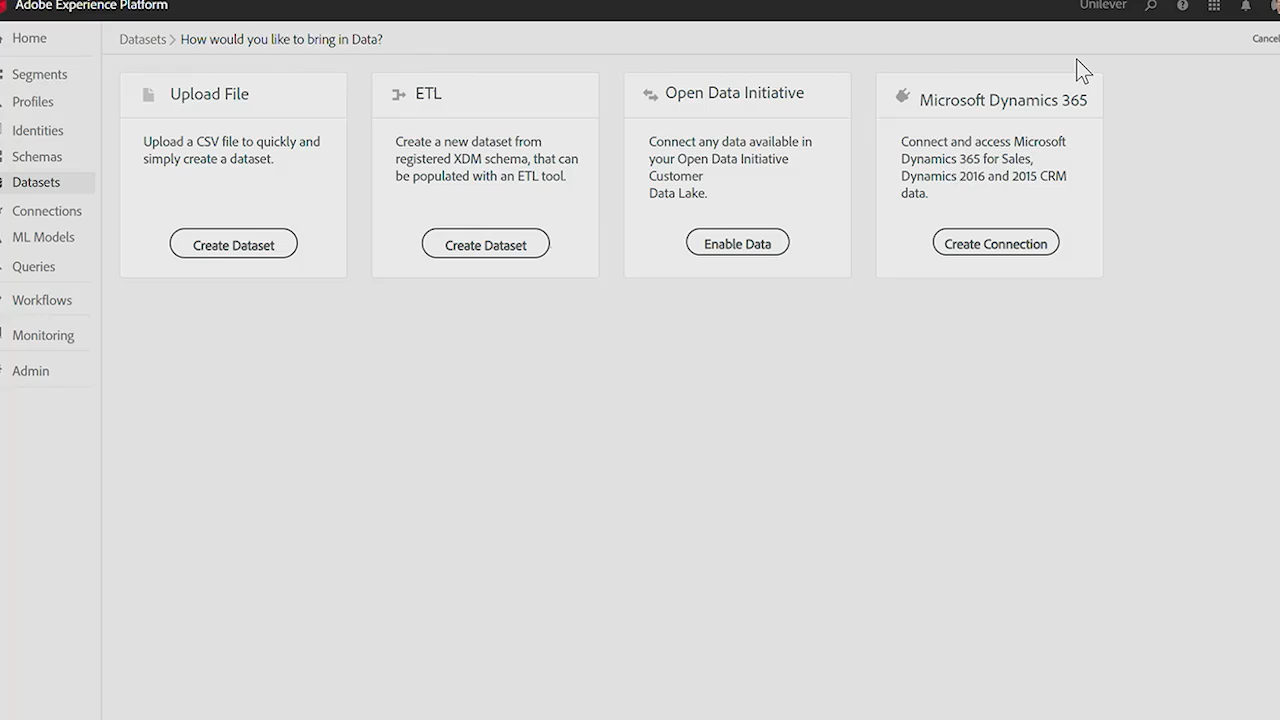 Adobe Experience Platform
Unilever
Home
Segments
Profiles
Identities
Schemas
Datasets
Connections
ML Models
Queries
Workflows
Monitoring
Admin
Datasets > How would you like to bring in Data?
Cancel
Upload File
Upload a CSV file to quickly and
simply create a dataset.
Create Dataset
ETL
Create a new dataset from
registered XDM schema, that can
be populated with an ETL tool.
Create Dataset
Open Data Initiative
Connect any data available in
your Open Data Initiative
Customer
Data Lake.
Enable Data
Microsoft Dynamics 365
Connect and access Microsoft
Dynamics 365 for Sales,
Dynamics 2016 and 2015 CRM
data.
Create Connection